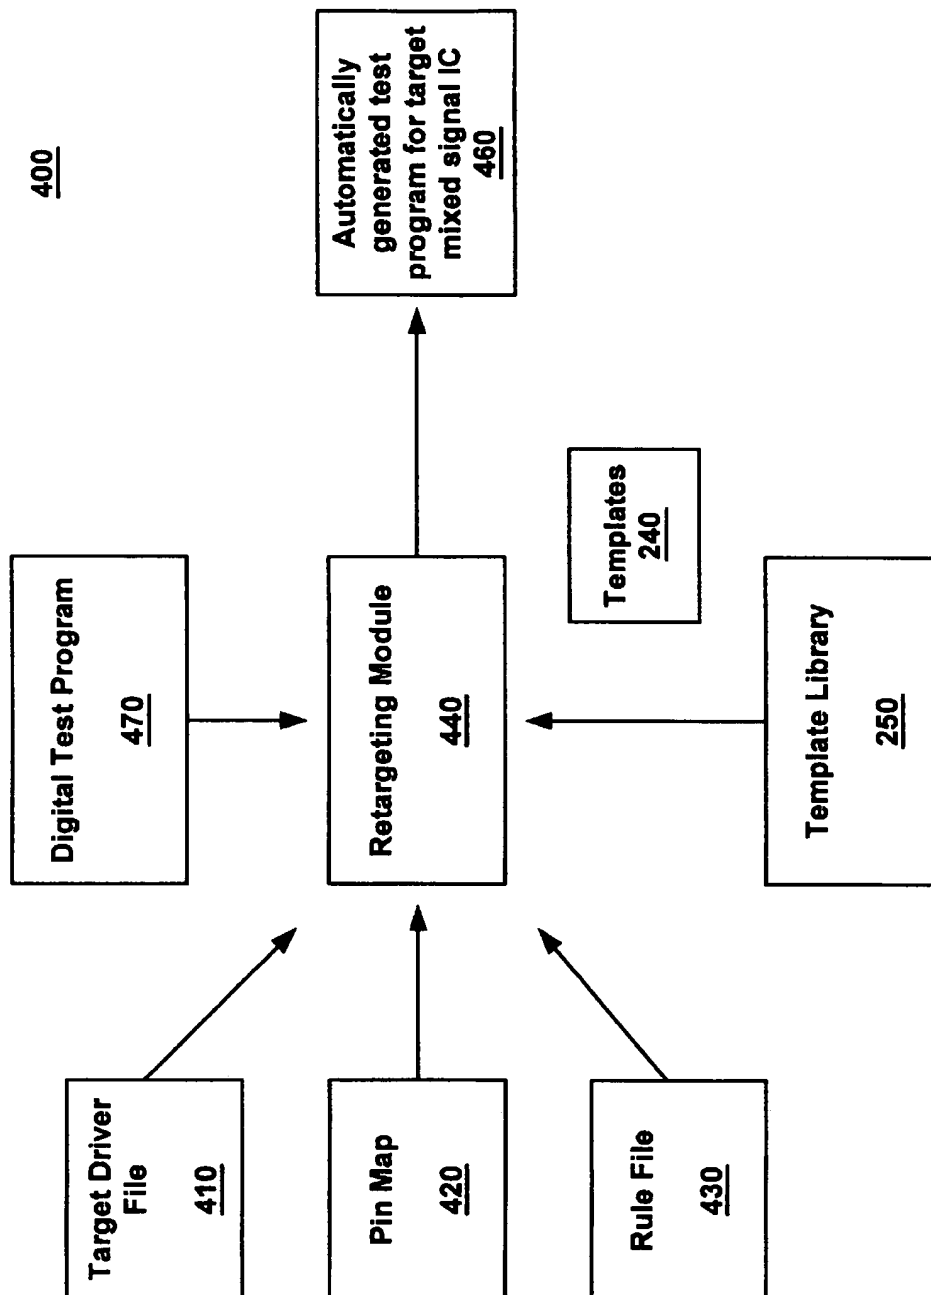 400
Target Driver
File
410
Pin Map
420
Rule File
430
Digital Test Program
470
Retargeting Module
440
Template Library
250
Templates
240
Automatically
generated test
program for target
mixed signal IC
460